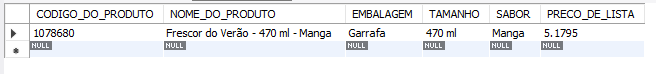 CODIGO_DO_PRODUTO NOME_DO_PRODUTO EMBALAGEM TAMANHO SABOR PRECO_DE_LISTA
1078680 Frescor do Verão - 470 ml - Manga Garrafa 470 ml Manga 5.1795
NULL NULL NULL NULL NULL NULL